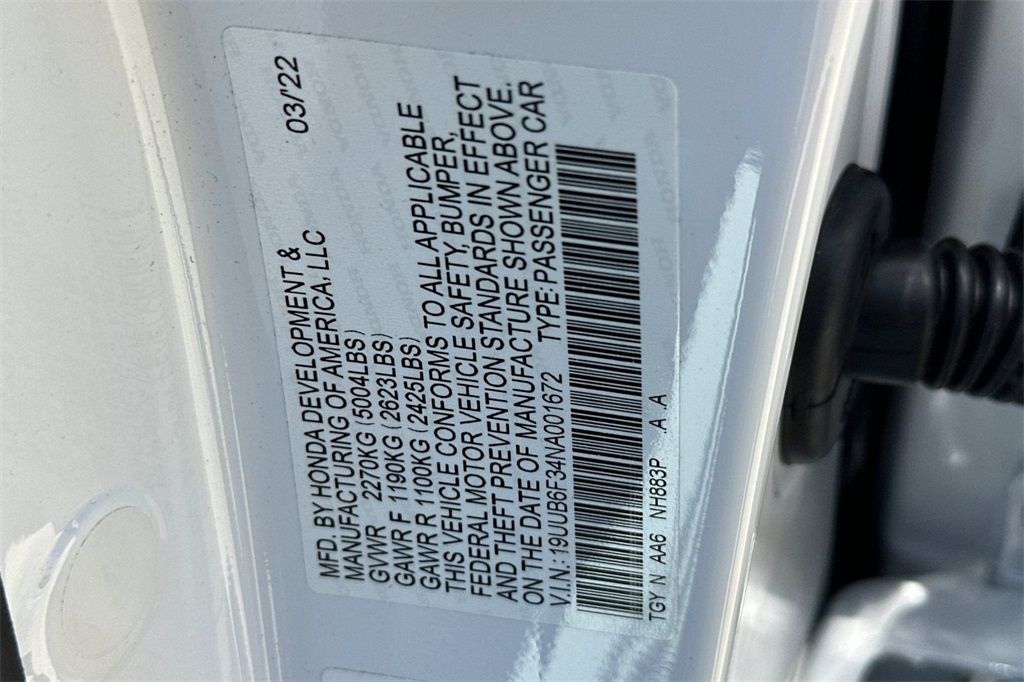 MFD. BY HONDA DEVELOPMENT & 03/'22
MANUFACTURING OF AMERICA, LLC
GVWR 2270KG (5004LBS)
GAWR F 1190KG (2623LBS)
GAWR R 1100KG (2425LBS)
THIS VEHICLE CONFORMS TO ALL APPLICABLE
FEDERAL MOTOR VEHICLE SAFETY, BUMPER,
AND THEFT PREVENTION STANDARDS IN EFFECT
ON THE DATE OF MANUFACTURE SHOWN ABOVE.
V.I.N.: 19UUB6F34NA001672 TYPE: PASSENGER CAR
TGY N AA6 NH883P A A